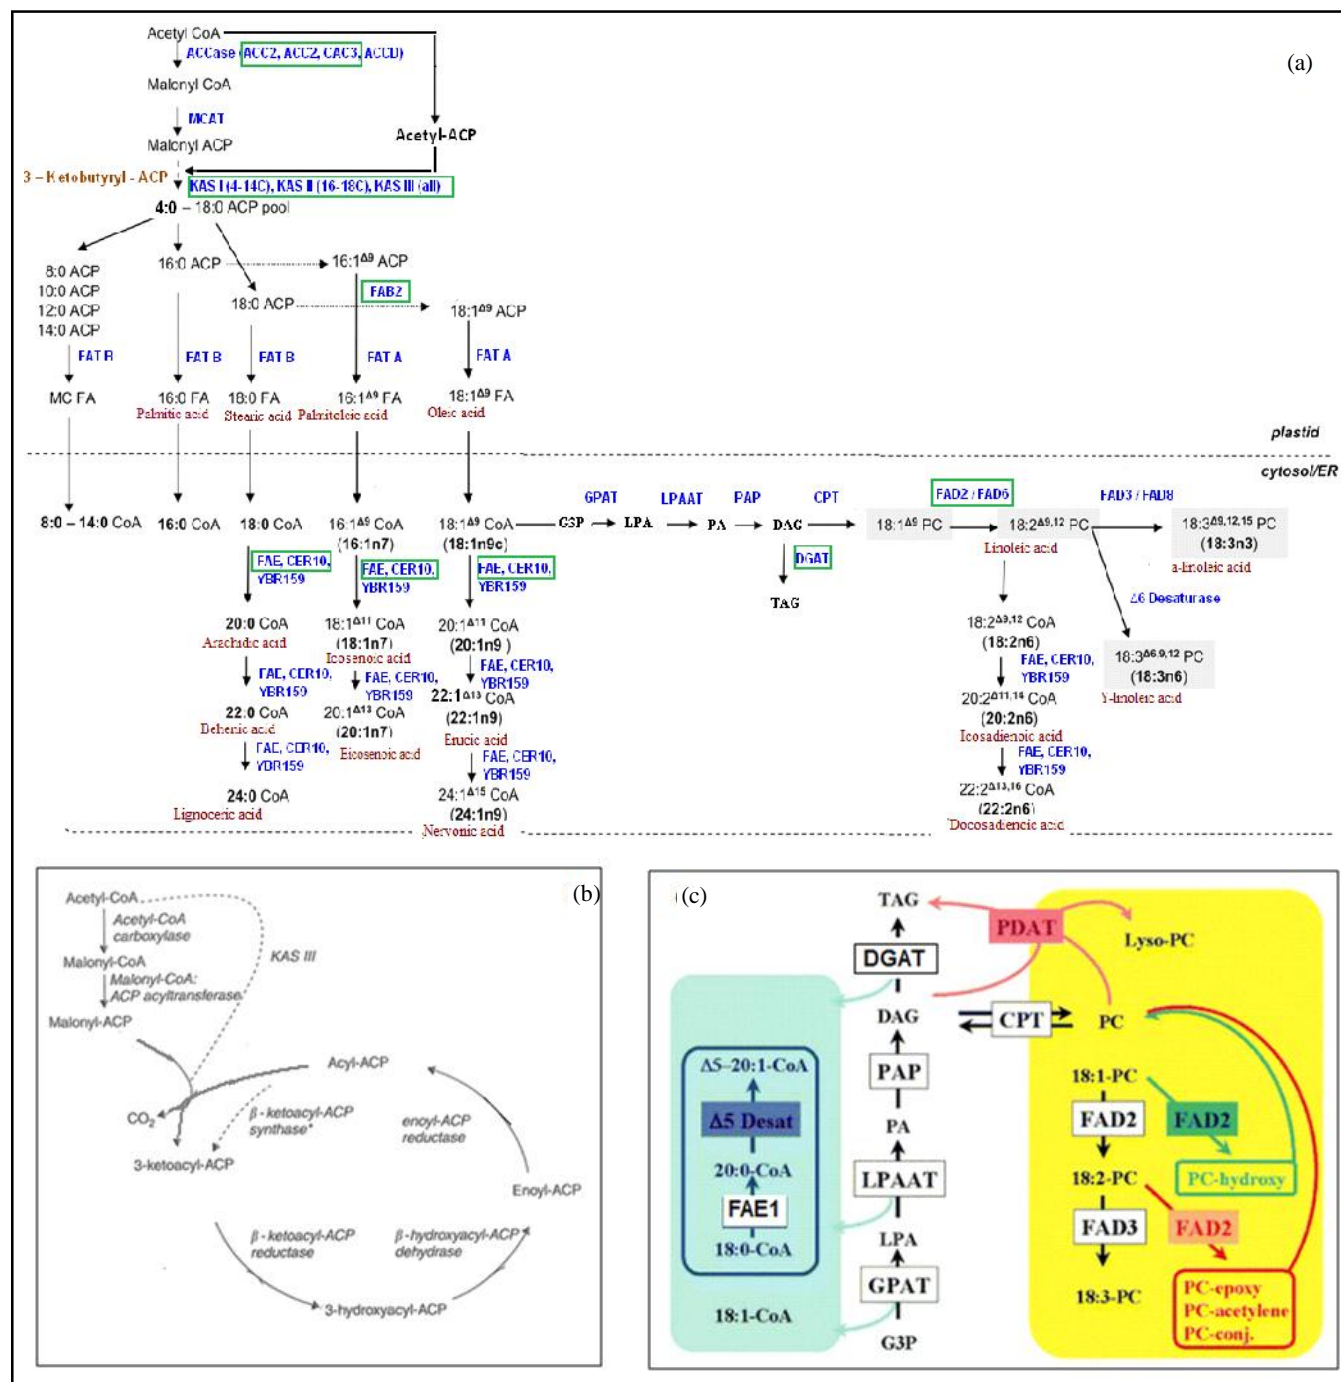 Acetyl CoA
ACCase (ACC2, ACC2, CAC3, ACCD)
(a)
Malonyl CoA
MCAT
Malonyl ACP
Acetyl-ACP
3 – Ketobutyryl - ACP
KAS I (4-14C), KAS II (16-18C), KAS III (all)
4:0 – 18:0 ACP pool
8:0 ACP
10:0 ACP
12:0 ACP
14:0 ACP
16:0 ACP
16:1Δ9 ACP
FAB2
18:0 ACP
18:1Δ9 ACP
FAT B
FAT B
FAT B
FAT A
FAT A
MC FA
16:0 FA
18:0 FA
16:1Δ9 FA
18:1Δ9 FA
Palmitic acid
Stearic acid
Palmitoleic acid
Oleic acid
plastid
cytosol/ER
8:0 – 14:0 CoA
16:0 CoA
18:0 CoA
16:1Δ9 CoA
(16:1n7)
18:1Δ9 CoA
(18:1n9c)
G3P
GPAT
LPA
LPAAT
PA
PAP
DAG
CPT
18:1Δ9 PC
FAD2 / FAD6
18:2Δ9,12 PC
Linoleic acid
FAD3 / FAD8
18:3Δ9,12,15 PC
(18:3n3)
a-linoleic acid
DGAT
TAG
Δ6 Desaturase
18:3Δ6,9,12 PC
(18:3n6)
Y-linoleic acid
FAE, CER10,
YBR159
FAE, CER10,
YBR159
FAE, CER10,
YBR159
20:0 CoA
Arachidic acid
18:1Δ11 CoA
(18:1n7)
Icosenoic acid
20:1Δ11 CoA
(20:1n9)
18:2Δ9,12 CoA
(18:2n6)
FAE, CER10,
YBR159
FAE, CER10,
YBR159
FAE, CER10,
YBR159
FAE, CER10,
YBR159
22:0 CoA
Behenic acid
20:1Δ13 CoA
(20:1n7)
Eicosenoic acid
22:1Δ13 CoA
(22:1n9)
Erucic acid
20:2Δ11,14 CoA
(20:2n6)
Icosadienoic acid
FAE, CER10,
YBR159
FAE, CER10,
YBR159
FAE, CER10,
YBR159
24:0 CoA
Lignoceric acid
24:1Δ15 CoA
(24:1n9)
Nervonic acid
22:2Δ13,16 CoA
(22:2n6)
Docosadienoic acid
(b)
Acetyl-CoA
Acetyl-CoA
carboxylase
KAS III
Malonyl-CoA
Malonyl-CoA:
ACP acyltransferase
Malonyl-ACP
Acyl-ACP
CO2
β-ketoacyl-ACP
synthase*
enoyl-ACP
reductase
3-ketoacyl-ACP
Enoyl-ACP
β-ketoacyl-ACP
reductase
β-hydroxyacyl-ACP
dehydrase
3-hydroxyacyl-ACP
(c)
TAG
PDAT
Lyso-PC
DGAT
DAG
CPT
PC
Δ5–20:1-CoA
PAP
18:1-PC
Δ5 Desat
PA
FAD2
FAD2
20:0-CoA
LPAAT
18:2-PC
PC-hydroxy
FAE1
FAD3
FAD2
18:0-CoA
LPA
GPAT
18:3-PC
PC-epoxy
PC-acetylene
PC-conj.
18:1-CoA
G3P